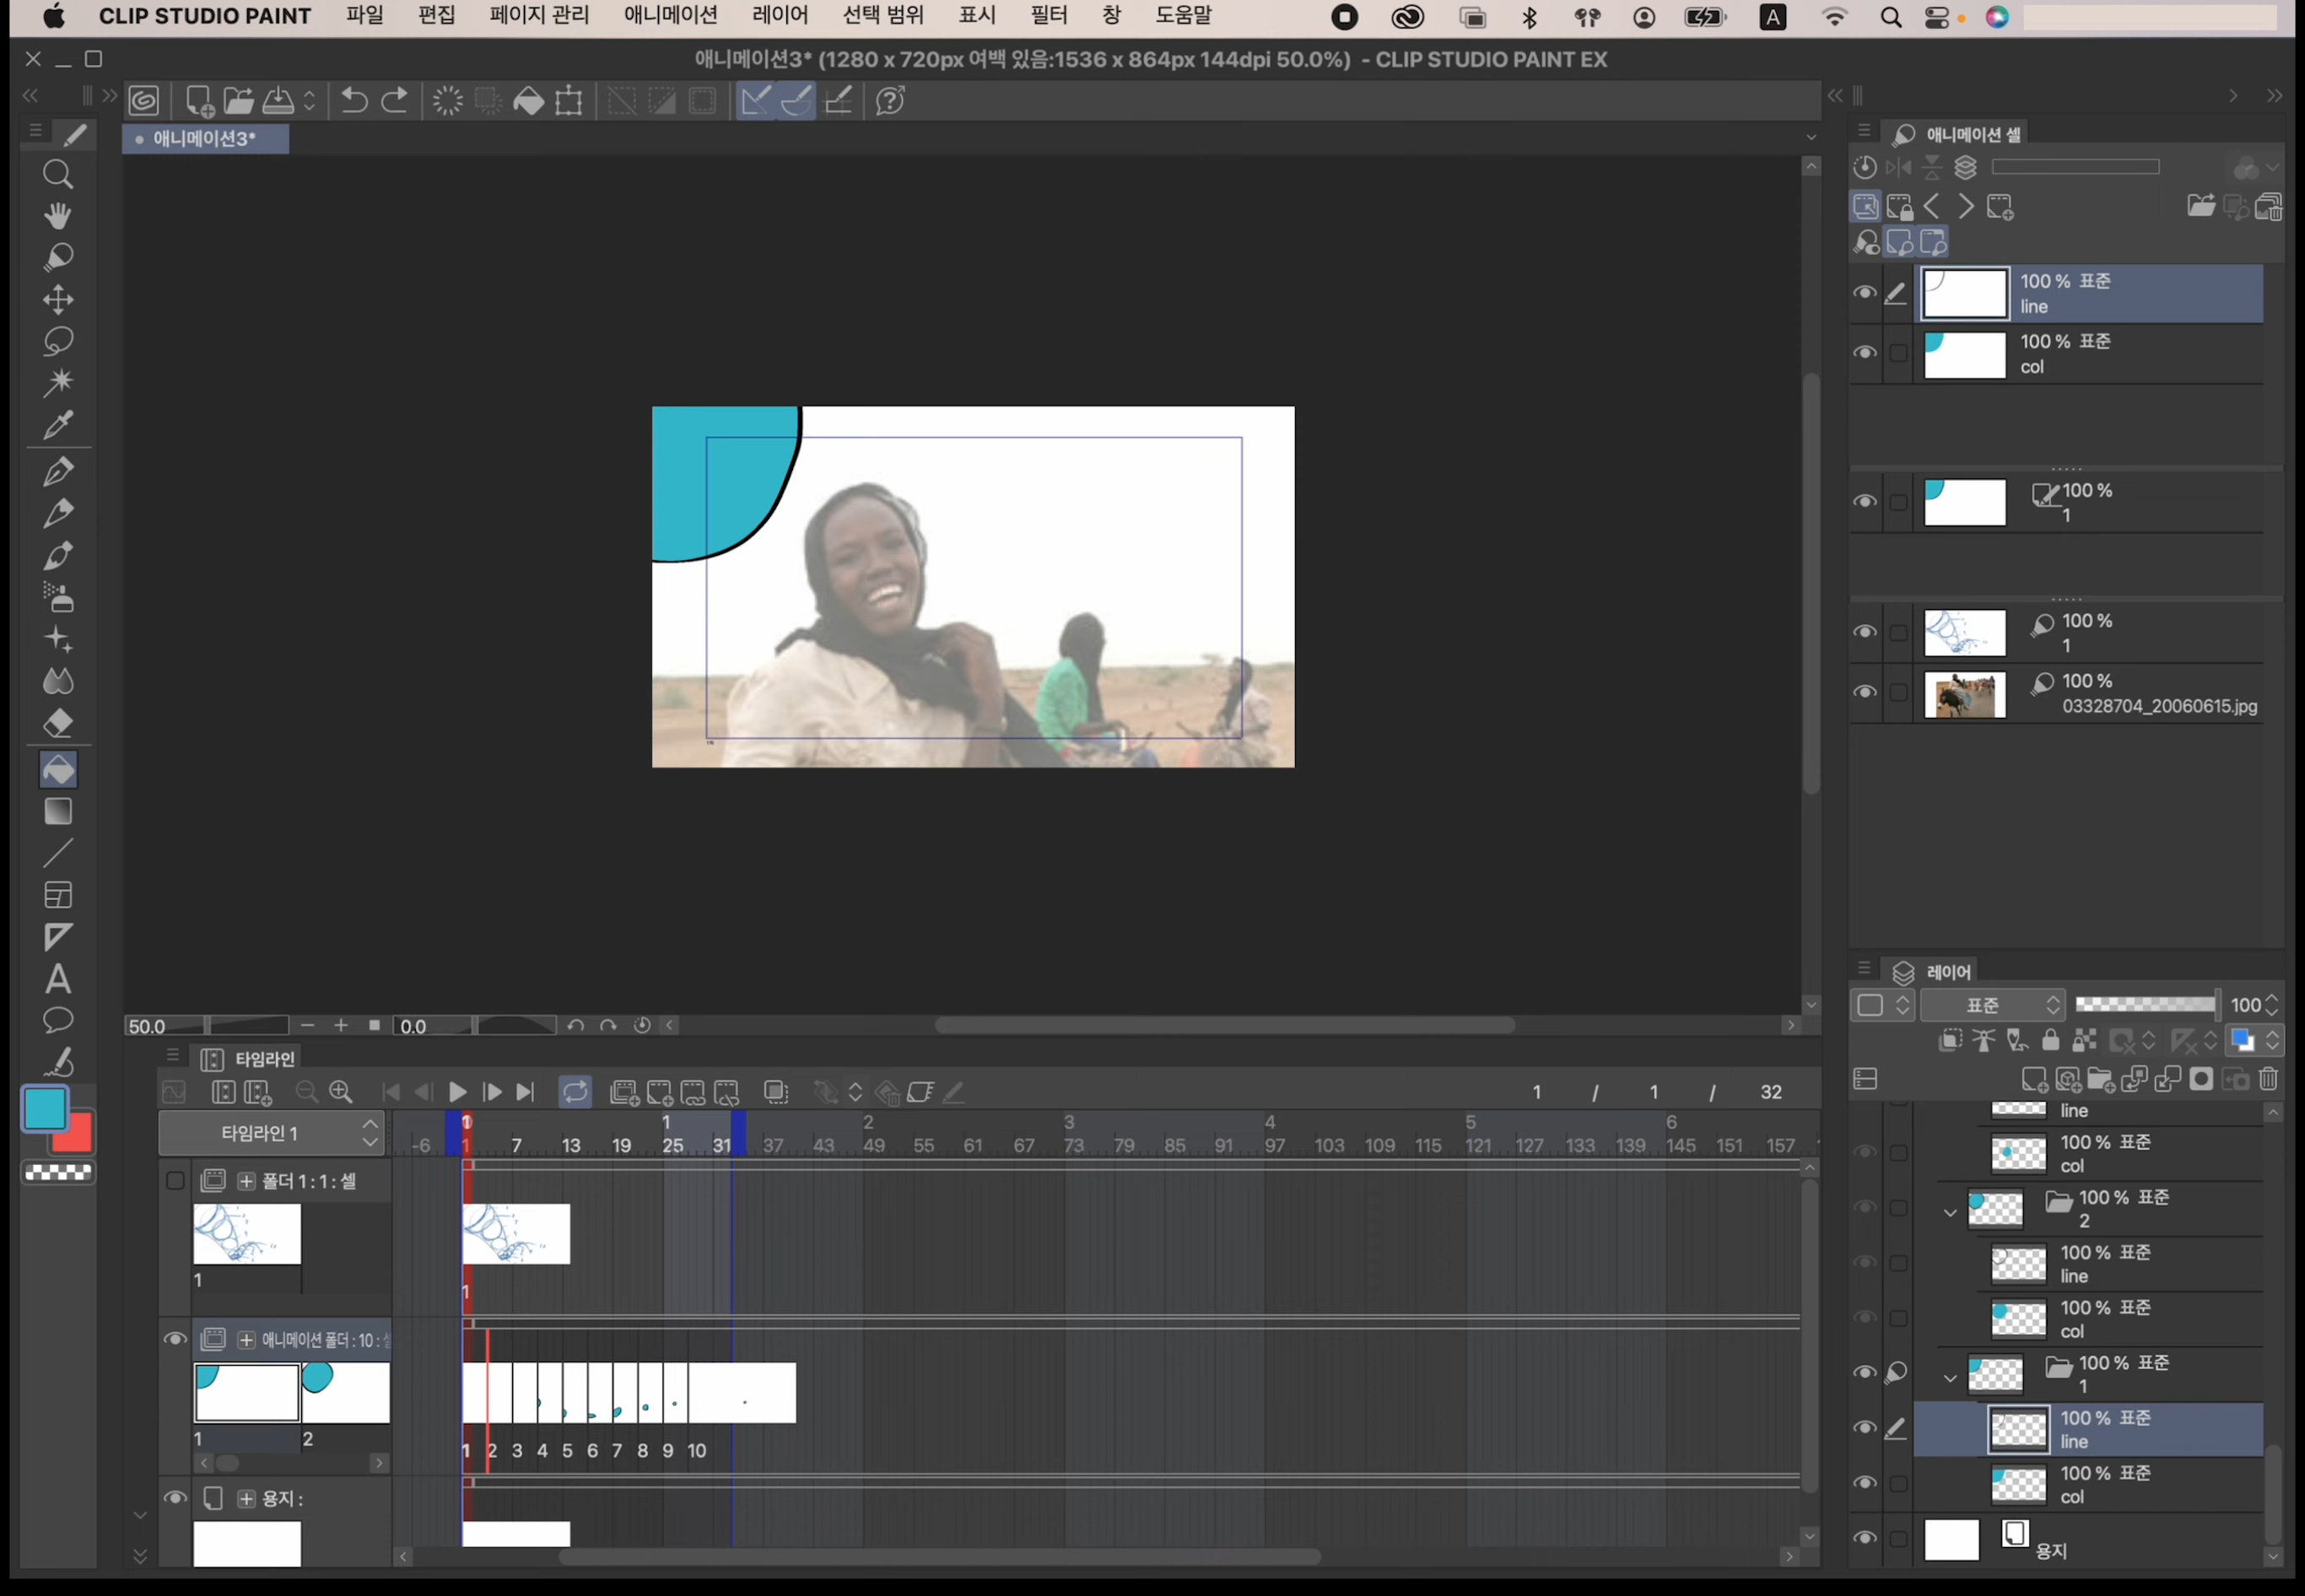 CLIP STUDIO PAINT 파일 편집 페이지 관리 애니메이션 레이어 선택 범위 표시 필터 창 도움말
애니메이션3* (1280 x 720px 여백 있음:1536 x 864px 144dpi 50.0%) - CLIP STUDIO PAINT EX
애니메이션3*
애니메이션 셀
100 % 표준
line
100 % 표준
col
100 %
1
100 %
1
100 %
03328704_20060615.jpg
50.0
0.0
레이어
표준
100
line
100 % 표준
col
100 % 표준
2
100 % 표준
line
100 % 표준
col
100 % 표준
1
100 % 표준
line
100 % 표준
col
용지
타임라인
1 / 1 / 32
타임라인 1
1 2 3 4 5 6
-6 1 7 13 19 25 31 37 43 49 55 61 67 73 79 85 91 97 103 109 115 121 127 133 139 145 151 157
폴더 1 : 1 : 셀
1
1
애니메이션 폴더 : 10 :
1 2
1 2 3 4 5 6 7 8 9 10
용지 :